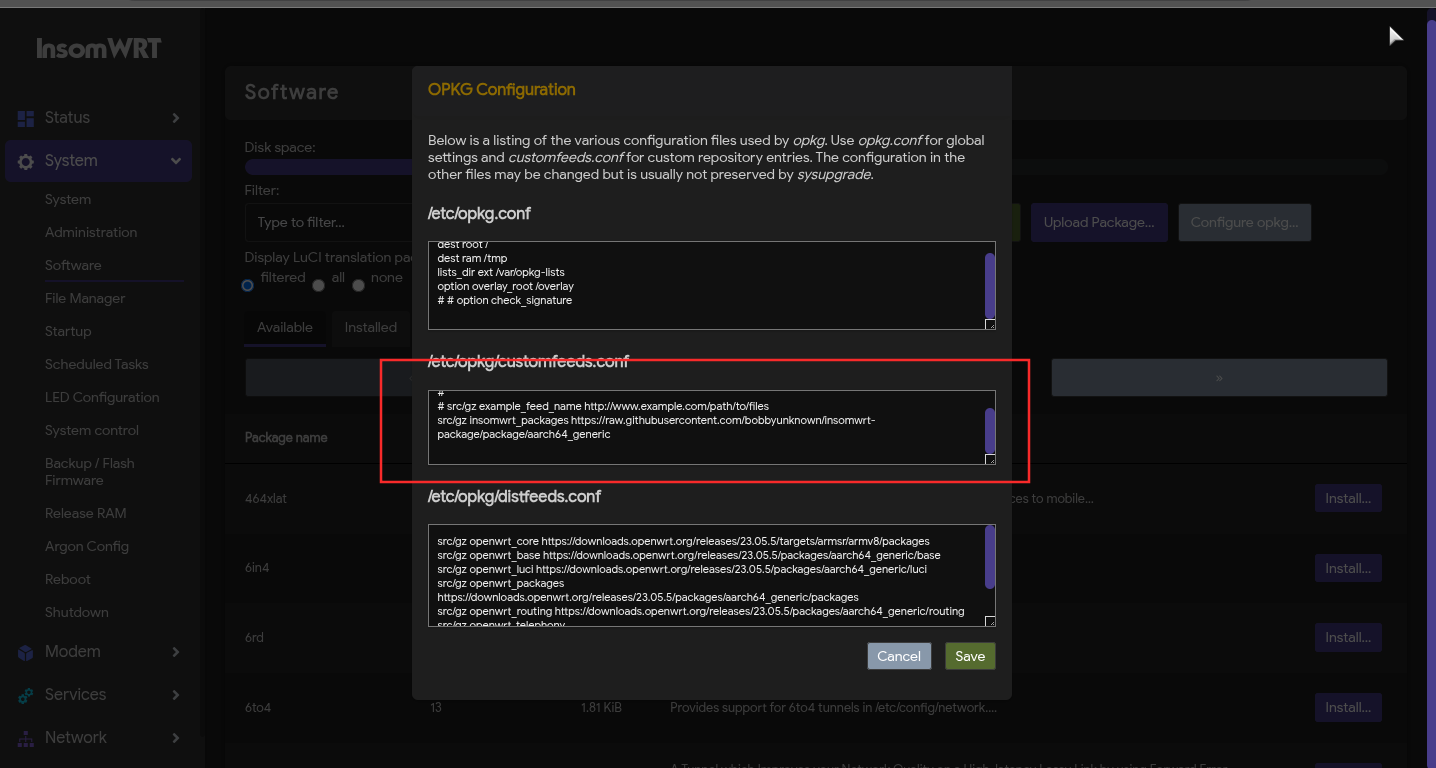 InsomWRT
Status
System
System
Administration
Software
File Manager
Startup
Scheduled Tasks
LED Configuration
System control
Backup / Flash
Firmware
Release RAM
Argon Config
Reboot
Shutdown
Modem
Services
Network
Software
Disk space:
Filter:
Type to filter...
Upload Package...
Configure opkg...
Display LuCI translation pac
filtered
all
none
Available
Installed
»
Package name
464xlat
ces to mobile...
Install...
6in4
Install...
6rd
Install...
6to4
13
1.81 KiB
Provides support for 6to4 tunnels in /etc/config/network....
Install...
OPKG Configuration
Below is a listing of the various configuration files used by opkg. Use opkg.conf for global
settings and customfeeds.conf for custom repository entries. The configuration in the
other files may be changed but is usually not preserved by sysupgrade.
/etc/opkg.conf
dest root /
dest ram /tmp
lists_dir ext /var/opkg-lists
option overlay_root /overlay
# # option check_signature
/etc/opkg/customfeeds.conf
#
# src/gz example_feed_name http://www.example.com/path/to/files
src/gz insomwrt_packages https://raw.githubusercontent.com/bobbyunknown/insomwrt-
package/package/aarch64_generic
/etc/opkg/distfeeds.conf
src/gz openwrt_core https://downloads.openwrt.org/releases/23.05.5/targets/armsr/armv8/packages
src/gz openwrt_base https://downloads.openwrt.org/releases/23.05.5/packages/aarch64_generic/base
src/gz openwrt_luci https://downloads.openwrt.org/releases/23.05.5/packages/aarch64_generic/luci
src/gz openwrt_packages
https://downloads.openwrt.org/releases/23.05.5/packages/aarch64_generic/packages
src/gz openwrt_routing https://downloads.openwrt.org/releases/23.05.5/packages/aarch64_generic/routing
src/gz openwrt_telephony
Cancel
Save